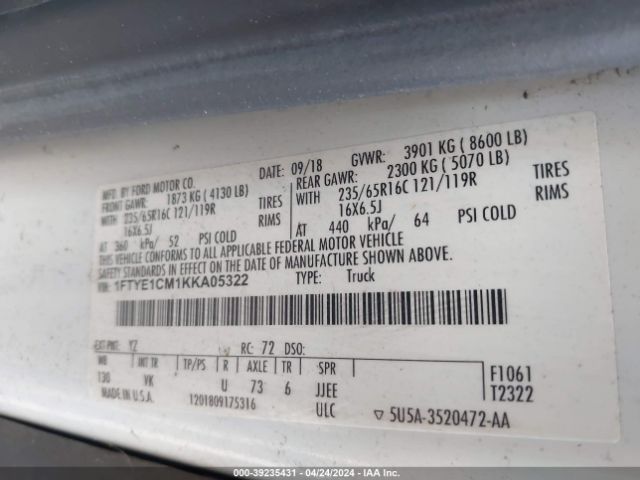 MFD. BY FORD MOTOR CO.
DATE: 09/18 GVWR: 3901 KG ( 8600 LB)
FRONT GAWR: 1873 KG ( 4130 LB)
REAR GAWR: 2300 KG ( 5070 LB)
WITH 235/65R16C 121/119R TIRES
WITH 235/65R16C 121/119R TIRES
16X6.5J RIMS
16X6.5J RIMS
AT 360 kPa/ 52 PSI COLD
AT 440 kPa/ 64 PSI COLD
THIS VEHICLE CONFORMS TO ALL APPLICABLE FEDERAL MOTOR VEHICLE
SAFETY STANDARDS IN EFFECT ON THE DATE OF MANUFACTURE SHOWN ABOVE.
VIN: 1FTYE1CM1KKA05322 TYPE: Truck
EXT PNT: YZ RC: 72 DSO:
WB INT TR TP/PS R AXLE TR SPR
130 VK U 73 6 JJEE
F1061
T2322
MADE IN U.S.A. 1201809175316 ULC
5U5A-3520472-AA
000-39235431 - 04/24/2024 - IAA, Inc.